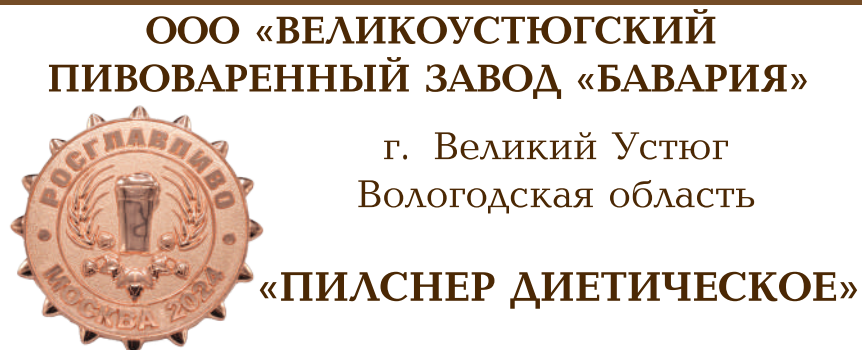 ООО «ВЕЛИКОУСТЮГСКИЙ
ПИВОВАРЕННЫЙ ЗАВОД «БАВАРИЯ»
г. Великий Устюг
Вологодская область
«ПИЛСНЕР ДИЕТИЧЕСКОЕ»
РОСГЛАВПИВО
МОСКВА 2024